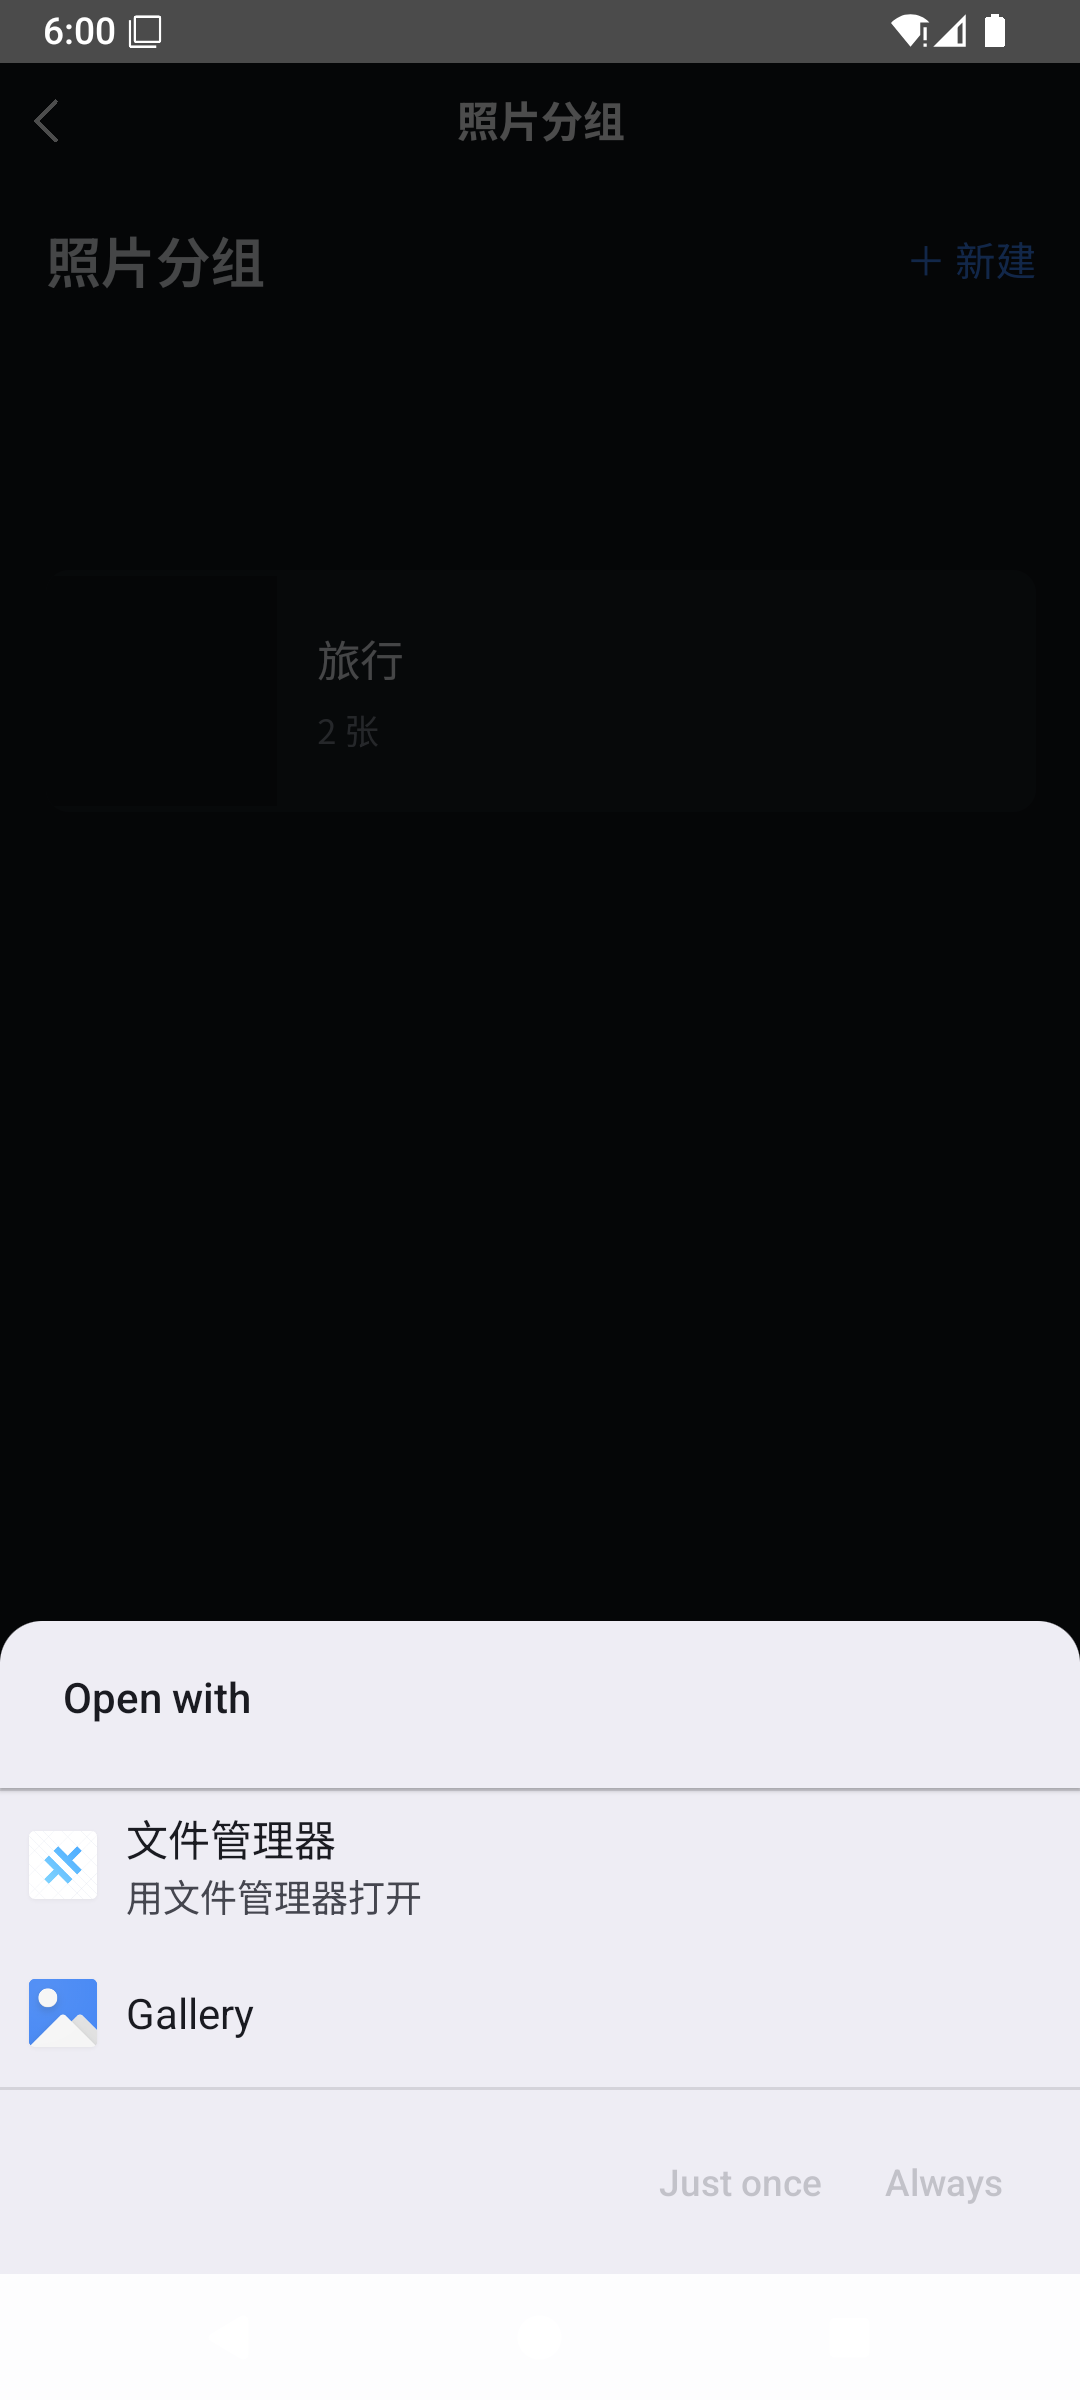 6:00
照片分组
照片分组
+ 新建
旅行
2 张
Open with
文件管理器
用文件管理器打开
Gallery
Just once
Always